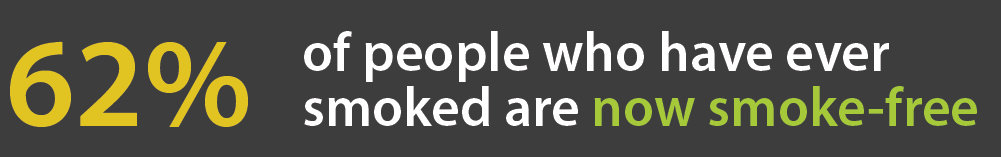 62%
of people who have ever
smoked are now smoke-free